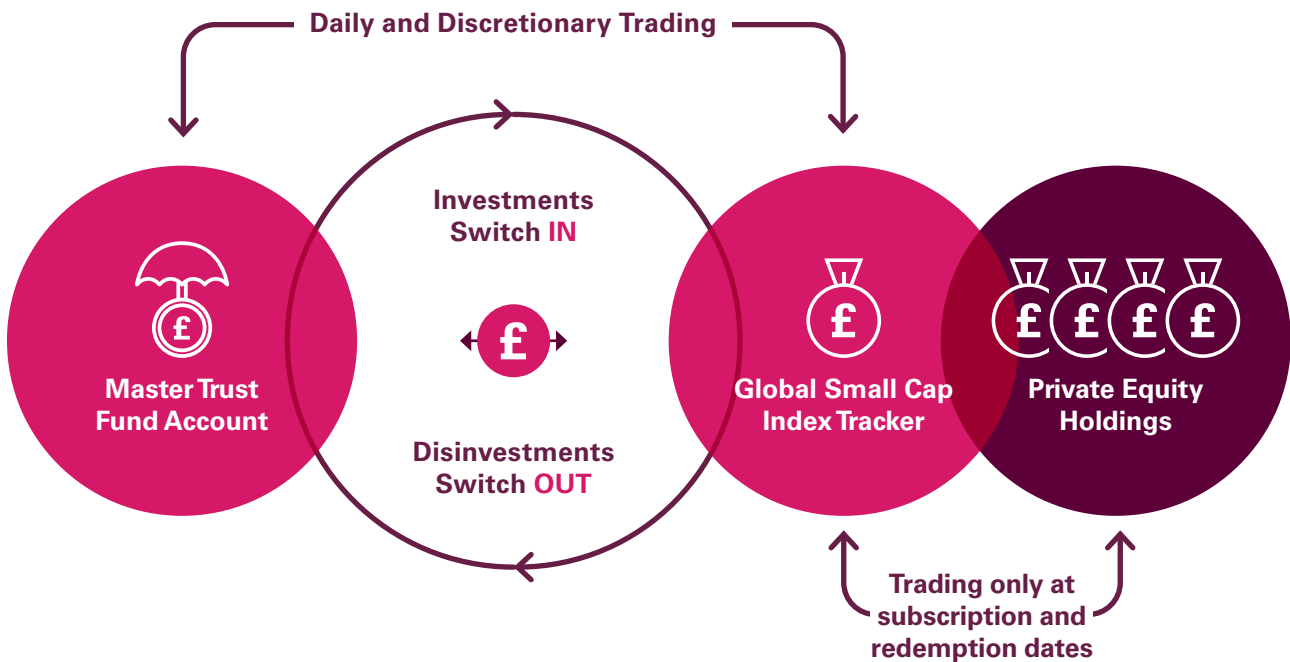 Daily and Discretionary Trading
Investments
Switch IN
£
Master Trust
Fund Account
£
Disinvestments
Switch OUT
£
Global Small Cap
Index Tracker
£ £ £ £
Private Equity
Holdings
Trading only at
subscription and
redemption dates